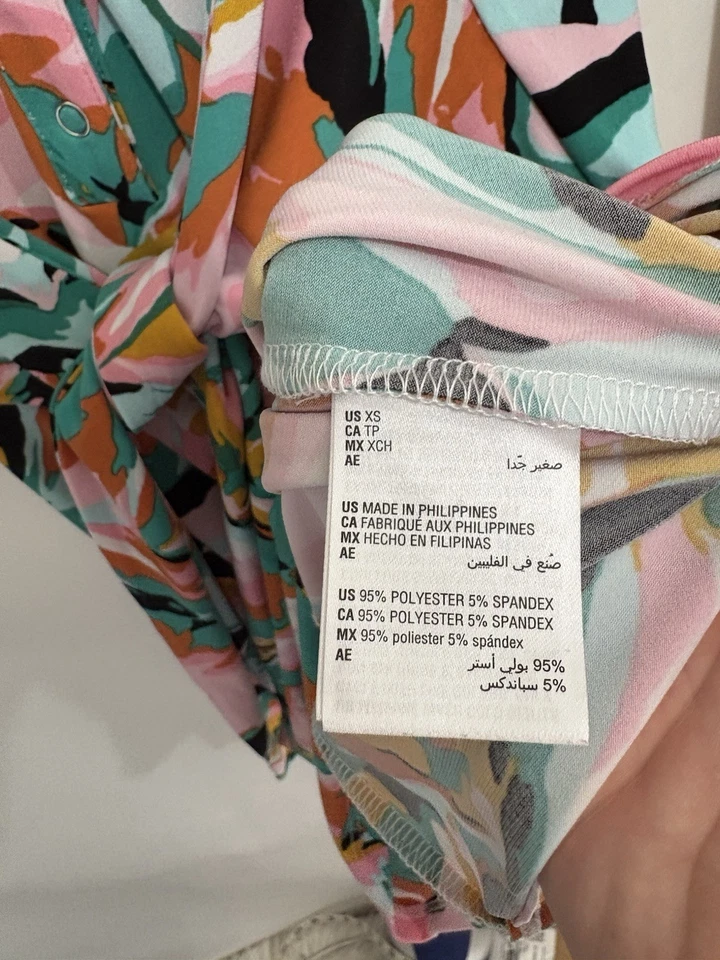 US XS
CA TP
MX XCH
AE صغير جّدا
US MADE IN PHILIPPINES
CA FABRIQUÉ AUX PHILIPPINES
MX HECHO EN FILIPINAS
AE صُنع في الفليبين
US 95% POLYESTER 5% SPANDEX
CA 95% POLYESTER 5% SPANDEX
MX 95% poliester 5% spándex
AE 95% بولي أستر
5% سباندكس